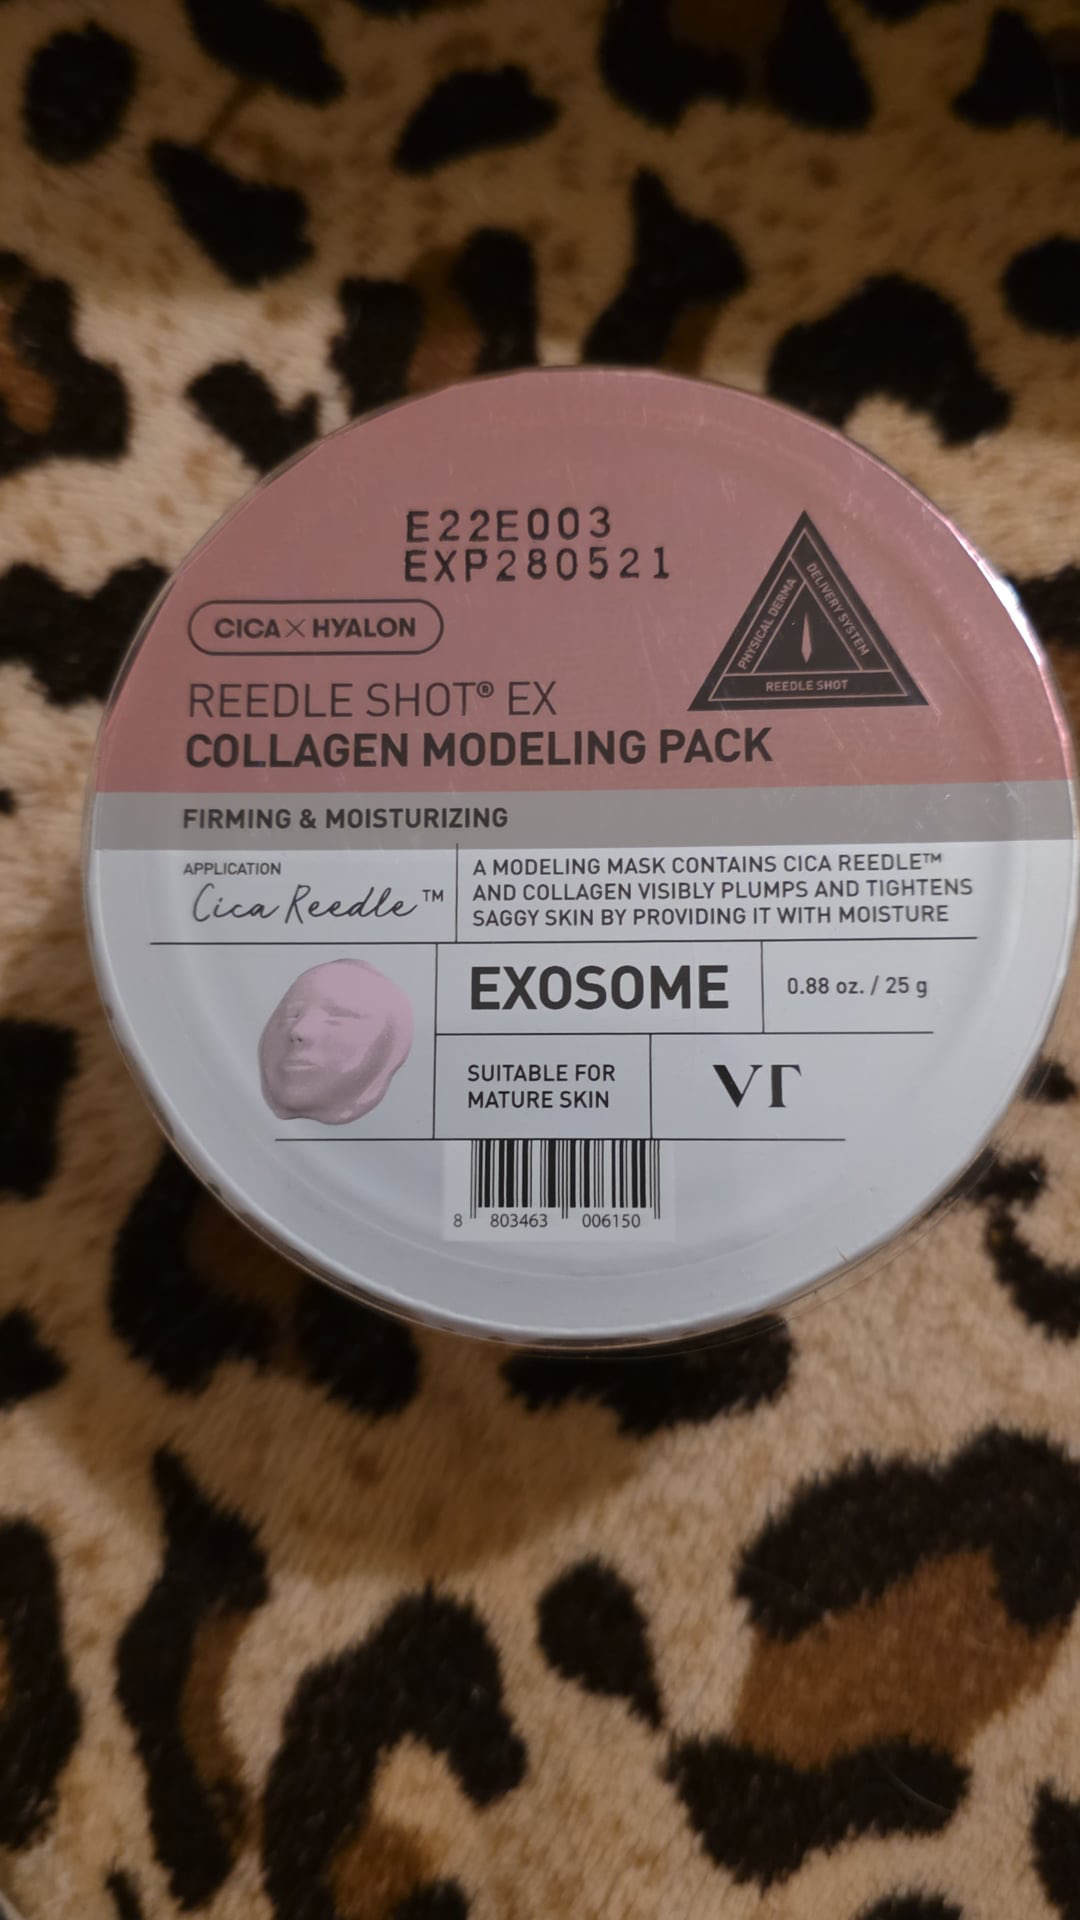 E22E003
EXP280521
CICA X HYALON
PHYSICAL DERMA
DELIVERY SYSTEM
REEDLE SHOT
REEDLE SHOT® EX
COLLAGEN MODELING PACK
FIRMING & MOISTURIZING
APPLICATION
Cica Reedle™
A MODELING MASK CONTAINS CICA REEDLE™
AND COLLAGEN VISIBLY PLUMPS AND TIGHTENS
SAGGY SKIN BY PROVIDING IT WITH MOISTURE
EXOSOME
0.88 oz. / 25 g
SUITABLE FOR
MATURE SKIN
VT
8 803463 006150